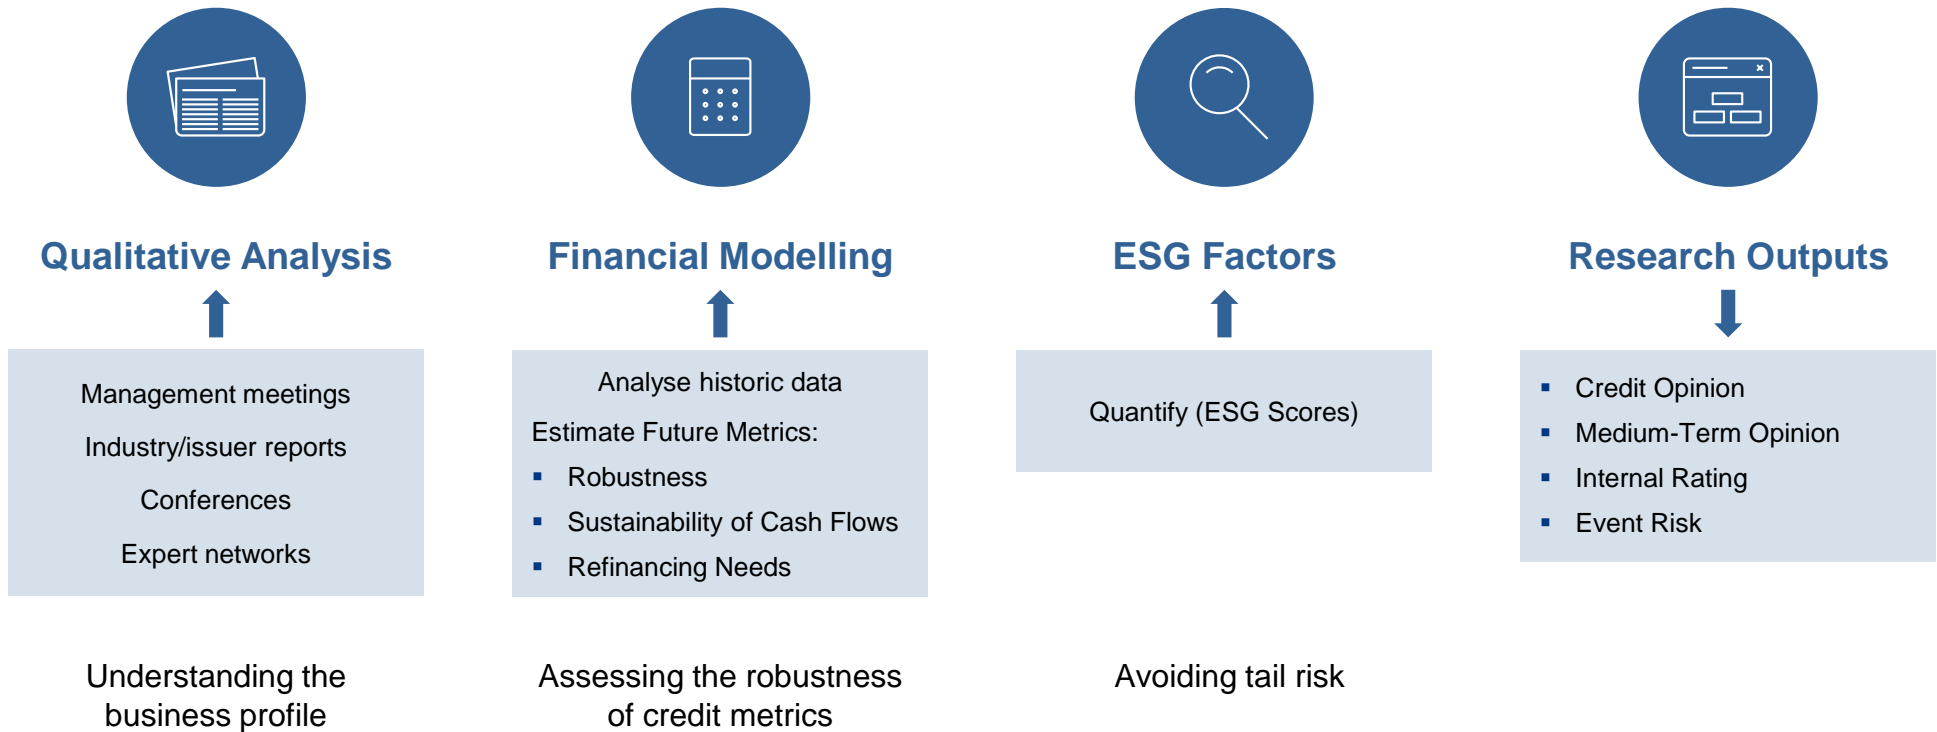 Qualitative Analysis
Management meetings
Industry/issuer reports
Conferences
Expert networks
Understanding the
business profile
Financial Modelling
Analyse historic data
Estimate Future Metrics:
▪ Robustness
▪ Sustainability of Cash Flows
▪ Refinancing Needs
Assessing the robustness
of credit metrics
ESG Factors
Quantify (ESG Scores)
Avoiding tail risk
Research Outputs
▪ Credit Opinion
▪ Medium-Term Opinion
▪ Internal Rating
▪ Event Risk